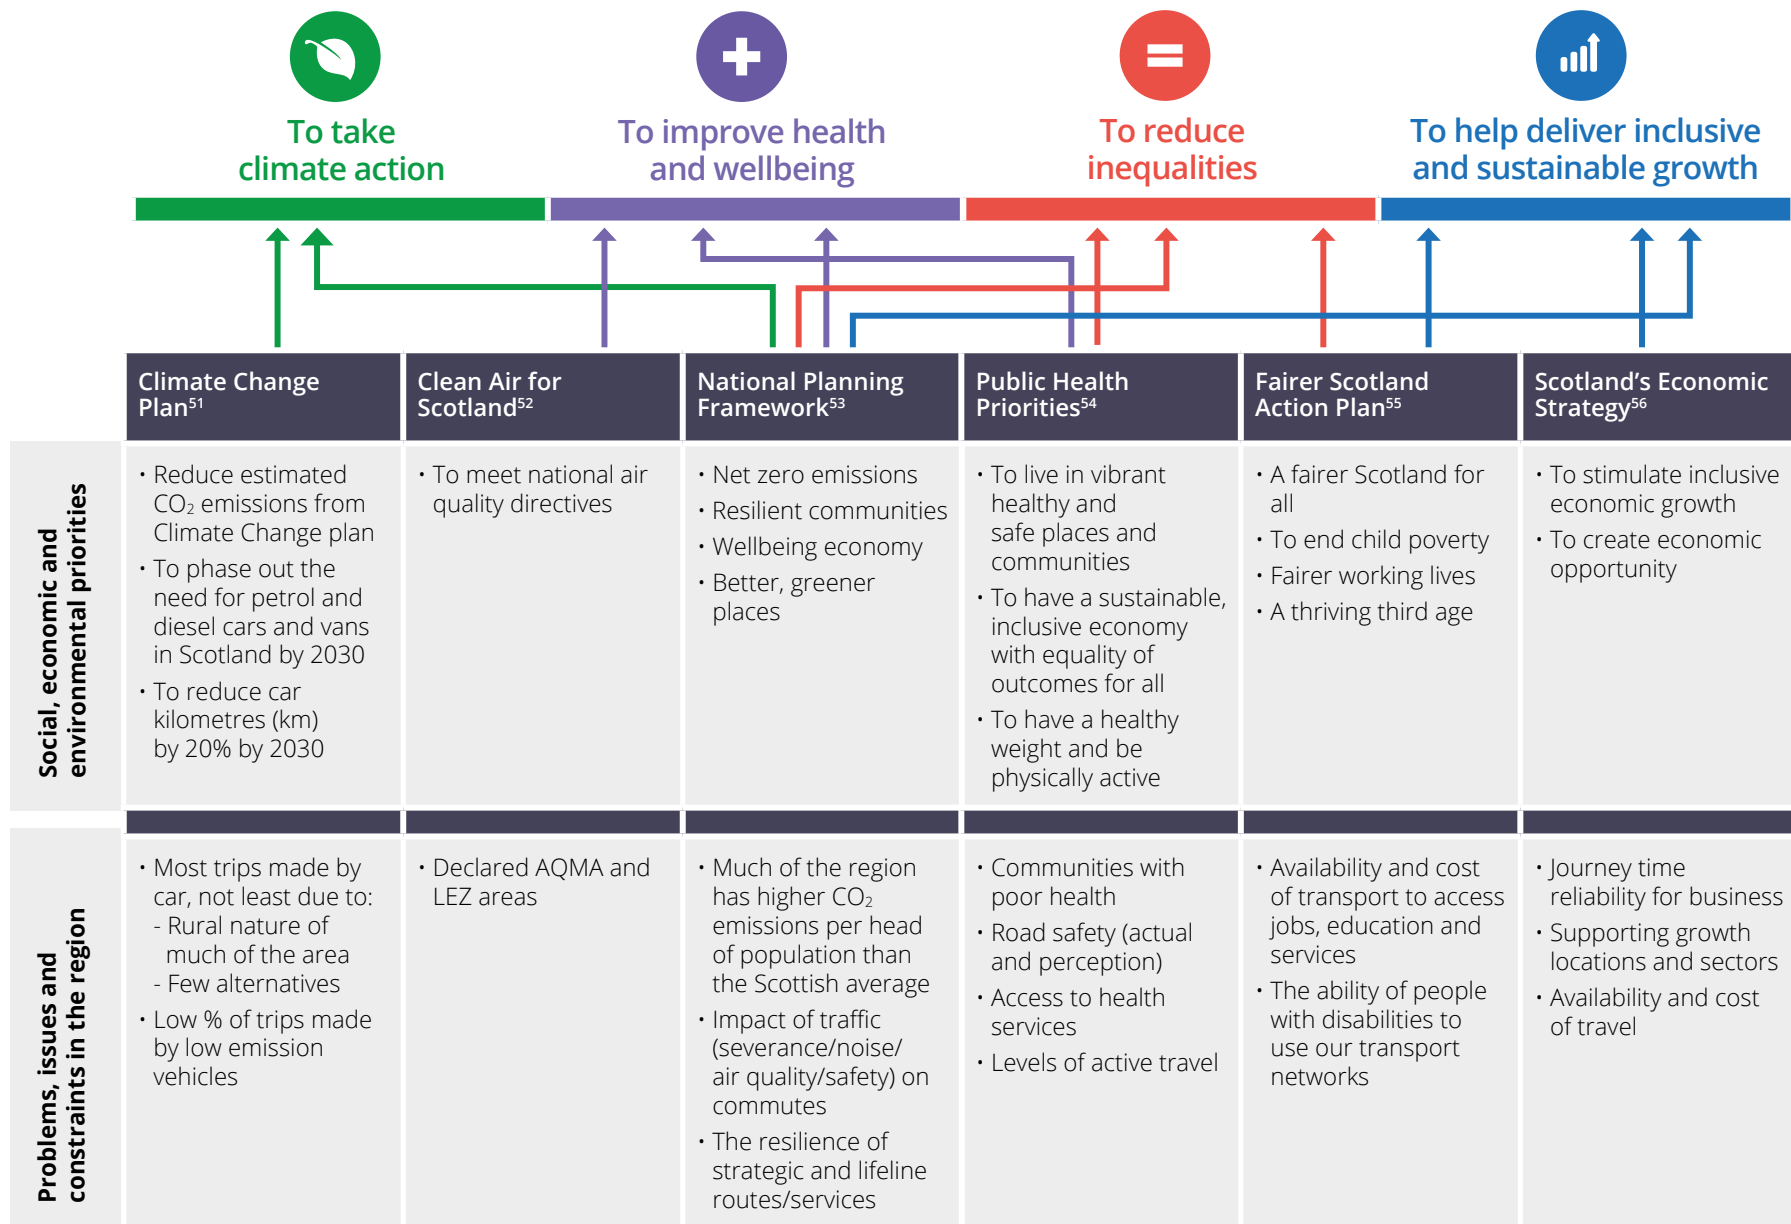 To take
climate action
To improve health
and wellbeing
To reduce
inequalities
To help deliver inclusive
and sustainable growth
Climate Change
Plan51
Clean Air for
Scotland52
National Planning
Framework53
Public Health
Priorities54
Fairer Scotland
Action Plan55
Scotland’s Economic
Strategy56
Social, economic and
environmental priorities
• Reduce estimated
CO2 emissions from
Climate Change plan
• To phase out the
need for petrol and
diesel cars and vans
in Scotland by 2030
• To reduce car
kilometres (km)
by 20% by 2030
• To meet national air
quality directives
• Net zero emissions
• Resilient communities
• Wellbeing economy
• Better, greener
places
• To live in vibrant
healthy and
safe places and
communities
• To have a sustainable,
inclusive economy
with equality of
outcomes for all
• To have a healthy
weight and be
physically active
• A fairer Scotland for
all
• To end child poverty
• Fairer working lives
• A thriving third age
• To stimulate inclusive
economic growth
• To create economic
opportunity
Problems, issues and
constraints in the region
• Most trips made by
car, not least due to:
- Rural nature of
much of the area
- Few alternatives
• Low % of trips made
by low emission
vehicles
• Declared AQMA and
LEZ areas
• Much of the region
has higher CO2
emissions per head
of population than
the Scottish average
• Impact of traffic
(severance/noise/
air quality/safety) on
commutes
• The resilience of
strategic and lifeline
routes/services
• Communities with
poor health
• Road safety (actual
and perception)
• Access to health
services
• Levels of active travel
• Availability and cost
of transport to access
jobs, education and
services
• The ability of people
with disabilities to
use our transport
networks
• Journey time
reliability for business
• Supporting growth
locations and sectors
• Availability and cost
of travel